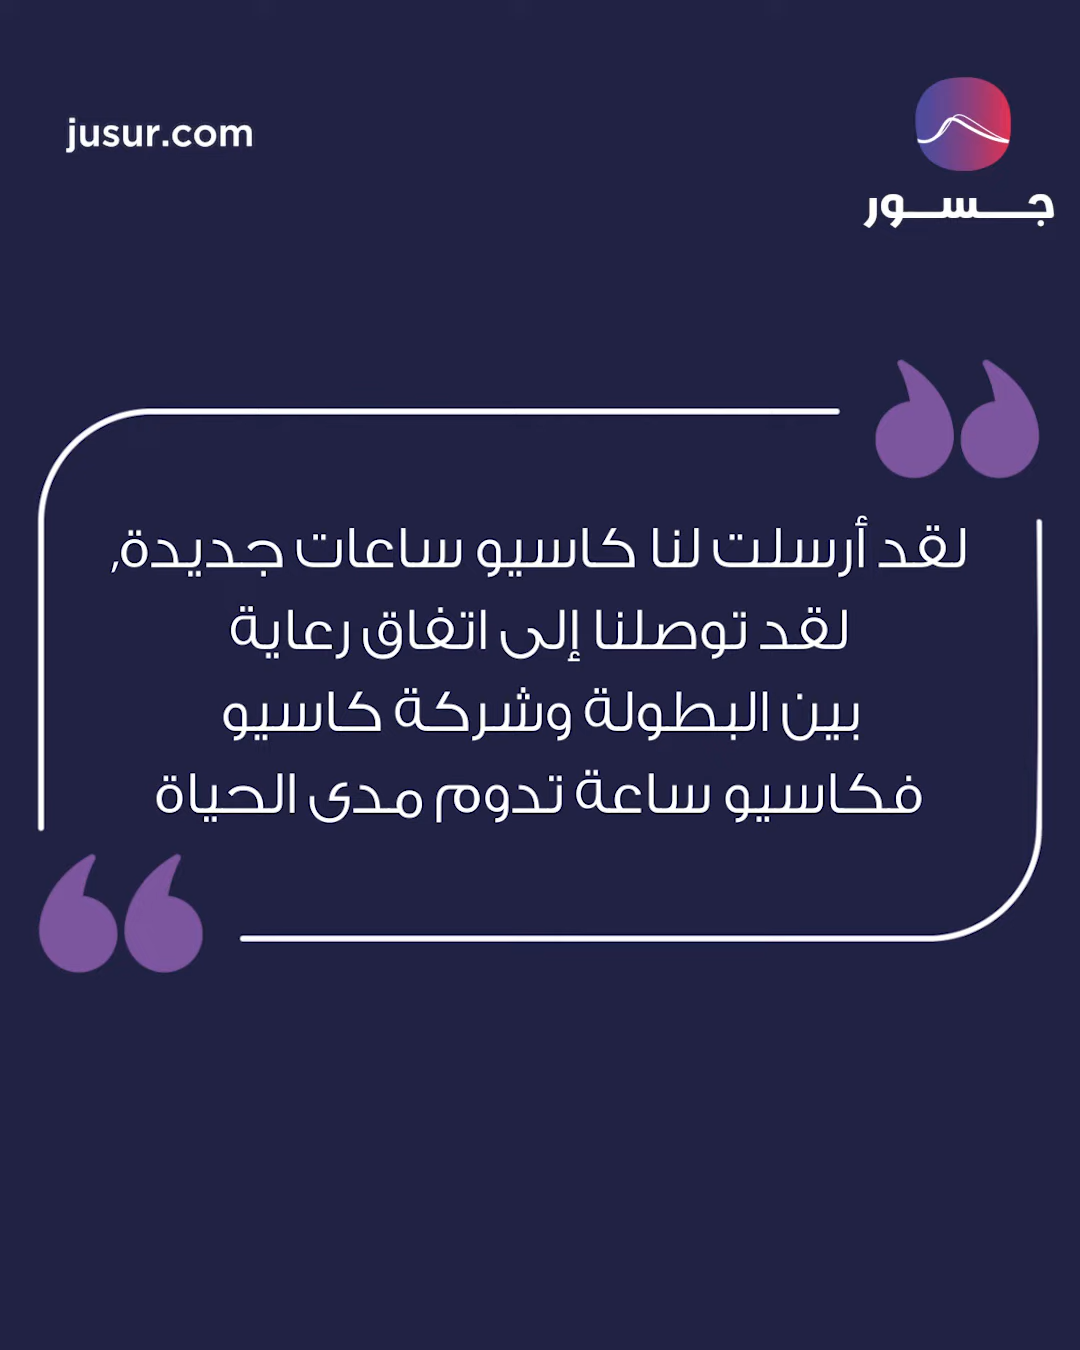 jusur.com
جسور
لقد أرسلت لنا كاسيو ساعات جديدة,
لقد توصلنا إلى اتفاق رعاية
بين البطولة وشركة كاسيو
فكاسيو ساعة تدوم مدى الحياة